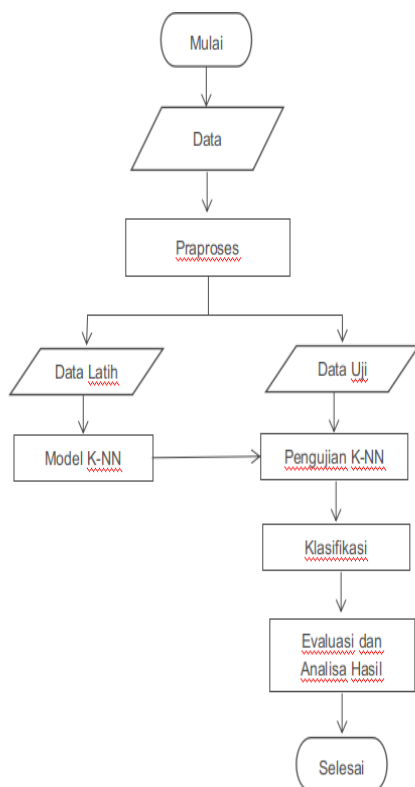 Mulai
Data
Praproses
Data Latih
Data Uji
Model K-NN
Pengujian K-NN
Klasifikasi
Evaluasi dan
Analisa Hasil
Selesai